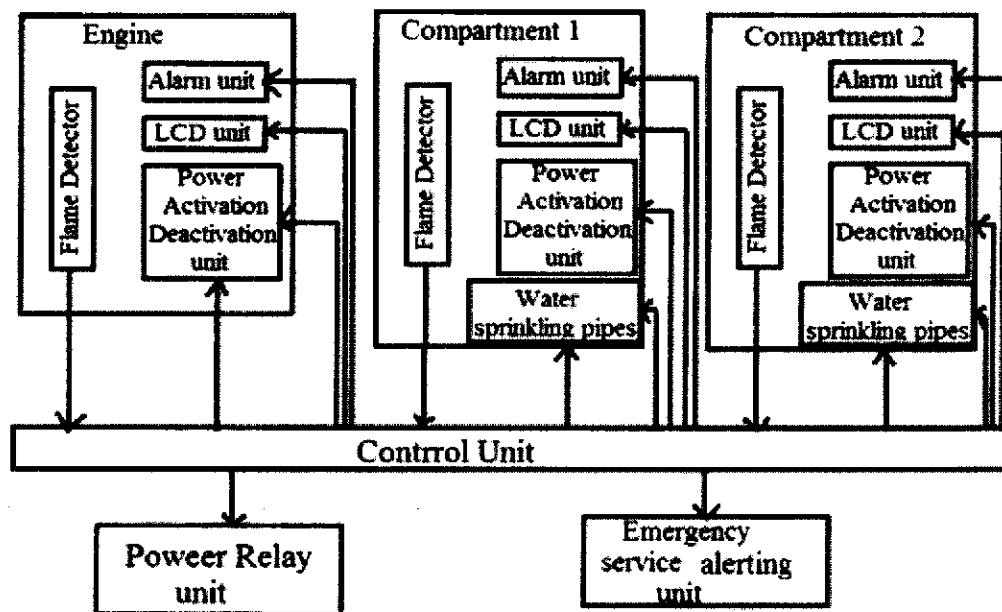 Engine
Alarm unit
LCD unit
Flame Detector
Power
Activation
Deactivation
unit
Compartment 1
Alarm unit
LCD unit
Flame Detector
Power
Activation
Deactivation
unit
Water
sprinkling pipes
Compartment 2
Alarm unit
LCD unit
Flame Detector
Power
Activation
Deactivation
unit
Water
sprinkling pipes
Contrrol Unit
Poweer Relay
unit
Emergency
service alerting
unit